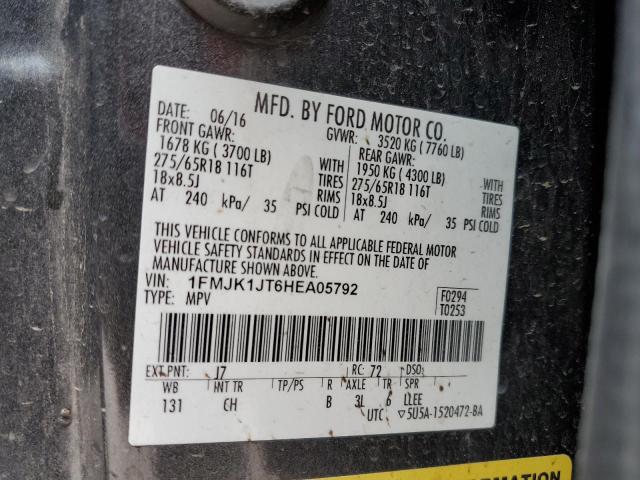 MFD. BY FORD MOTOR CO.
DATE: 06/16 GVWR: 3520 KG ( 7760 LB)
FRONT GAWR: REAR GAWR:
1678 KG ( 3700 LB) WITH 1950 KG ( 4300 LB) WITH
275/65R18 116T TIRES 275/65R18 116T TIRES
18x8.5J RIMS 18x8.5J RIMS
AT 240 kPa/ 35 PSI COLD AT 240 kPa/ 35 PSI COLD
THIS VEHICLE CONFORMS TO ALL APPLICABLE FEDERAL MOTOR
VEHICLE SAFETY STANDARDS IN EFFECT ON THE DATE OF
MANUFACTURE SHOWN ABOVE.
VIN: 1FMJK1JT6HEA05792
TYPE: MPV
F0294
T0253
EXT PNT: J7 RC: 72 DSO:
WB INT TR TP/PS R AXLE TR SPR
131 CH B 3L 6 LLEE
UTC ▽5U5A-1520472-BA